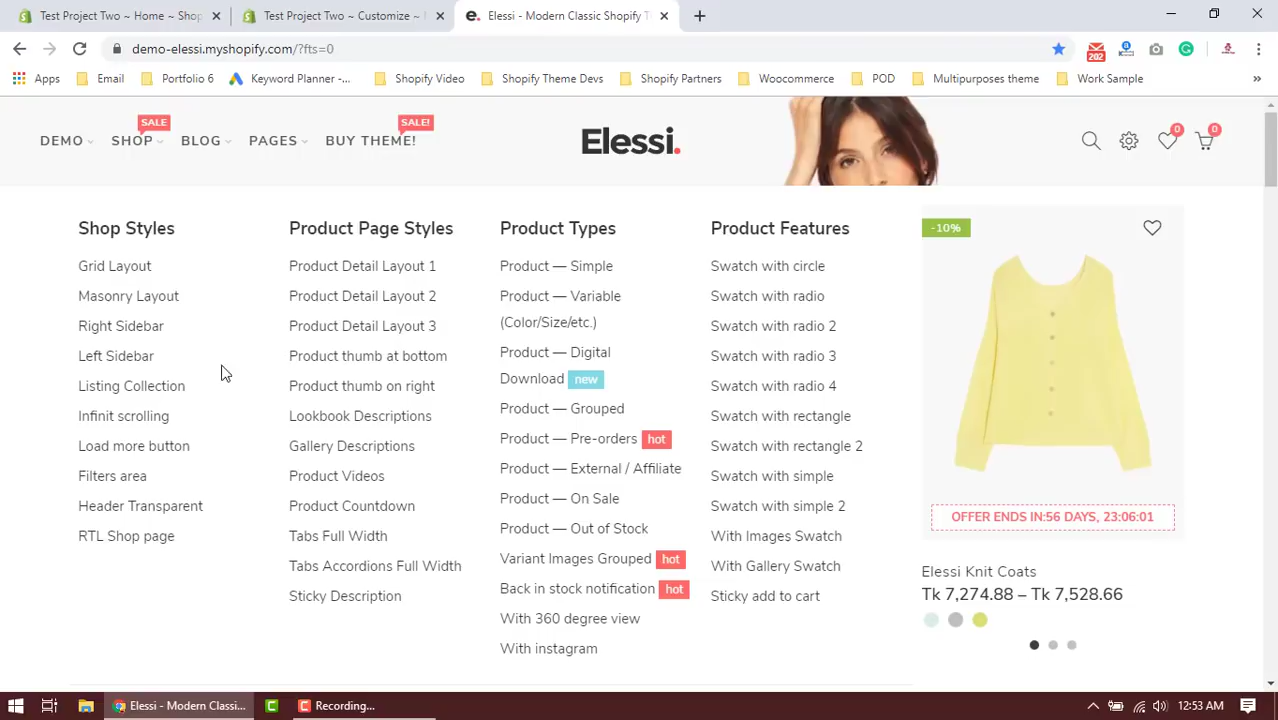 Test Project Two ~ Home ~ Shop
Test Project Two ~ Customize ~
Elessi - Modern Classic Shopify T
demo-elessi.myshopify.com/?fts=0
202
Apps
Email
Portfolio 6
Keyword Planner -...
Shopify Video
Shopify Theme Devs
Shopify Partners
Woocommerce
POD
Multipurposes theme
Work Sample
»
SALE
SALE!
DEMO
SHOP
BLOG
PAGES
BUY THEME!
Elessi.
0
0
Shop Styles
Grid Layout
Masonry Layout
Right Sidebar
Left Sidebar
Listing Collection
Infinit scrolling
Load more button
Filters area
Header Transparent
RTL Shop page
Product Page Styles
Product Detail Layout 1
Product Detail Layout 2
Product Detail Layout 3
Product thumb at bottom
Product thumb on right
Lookbook Descriptions
Gallery Descriptions
Product Videos
Product Countdown
Tabs Full Width
Tabs Accordions Full Width
Sticky Description
Product Types
Product — Simple
Product — Variable
(Color/Size/etc.)
Product — Digital
Download new
Product — Grouped
Product — Pre-orders hot
Product — External / Affiliate
Product — On Sale
Product — Out of Stock
Variant Images Grouped hot
Back in stock notification hot
With 360 degree view
With instagram
Product Features
Swatch with circle
Swatch with radio
Swatch with radio 2
Swatch with radio 3
Swatch with radio 4
Swatch with rectangle
Swatch with rectangle 2
Swatch with simple
Swatch with simple 2
With Images Swatch
With Gallery Swatch
Sticky add to cart
-10%
OFFER ENDS IN:56 DAYS, 23:06:01
Elessi Knit Coats
Tk 7,274.88 – Tk 7,528.66
Elessi - Modern Classi...
Recording...
12:53 AM